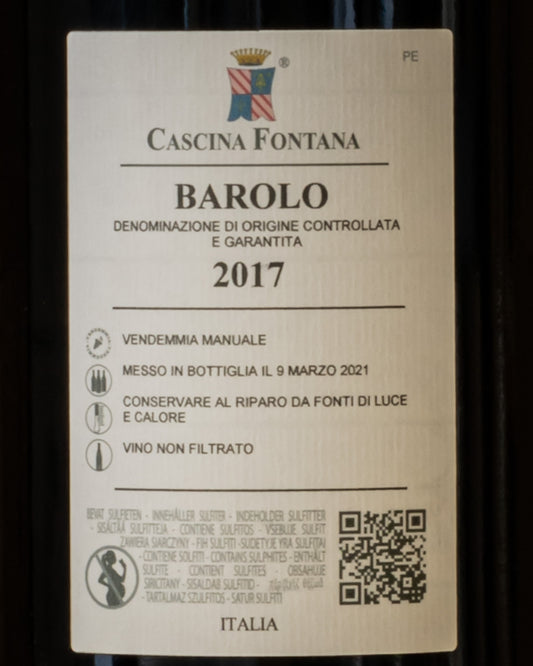 PE
®
CASCINA FONTANA
BAROLO
DENOMINAZIONE DI ORIGINE CONTROLLATA
E GARANTITA
2017
VENDEMMIA MANUALE
MESSO IN BOTTIGLIA IL 9 MARZO 2021
CONSERVARE AL RIPARO DA FONTI DI LUCE
E CALORE
VINO NON FILTRATO
BEVAT SULFIETEN - INNEHÅLLER SULFITER - INDEHOLDER SULFITTER
- SISÄLTÄÄ SULFITTEJA - CONTIENE SULFITOS - VSEBUJE SULFIT
ZAWIERA SIARCZYNY - FIH SULFITI -SUDETYJE YRA SULFITAI
- CONTIENE SOLFITI - CONTAINS SULPHITES - ENTHÄLT
SULFITE - CONTIENT SULFITES - OBSAHUJE
SIRICITANY - SISALDAB SULFITID -
- TARTALMAZ SZULFITOS - SATUR SULFITI
ITALIA